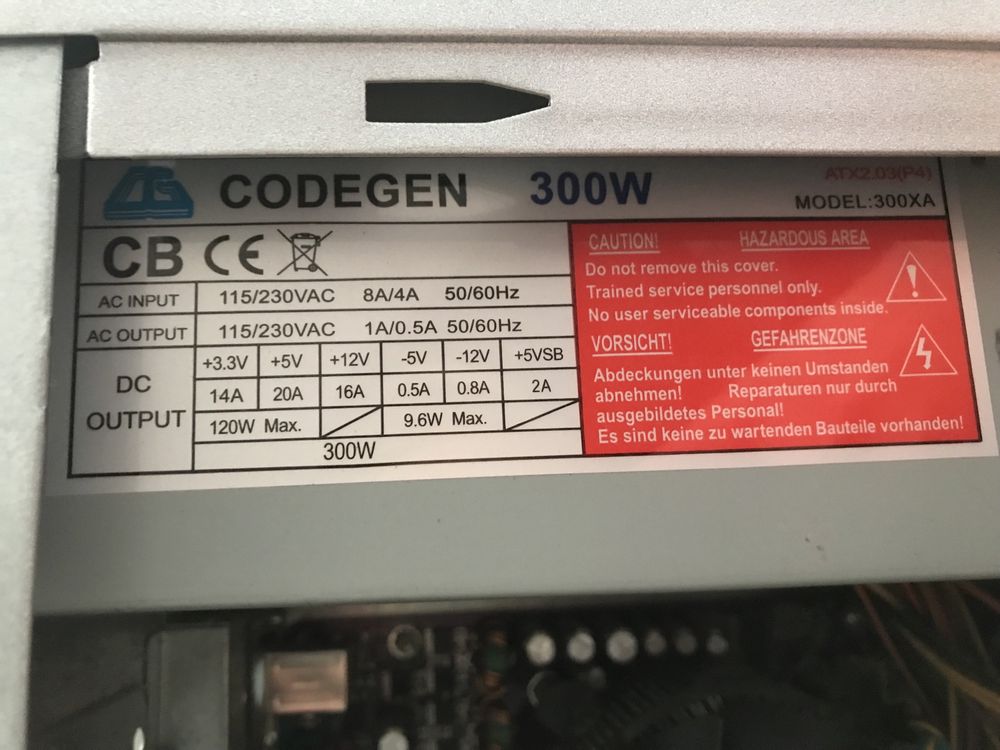 CG CODEGEN 300W ATX2.03(P4)
MODEL:300XA
CB CE
AC INPUT 115/230VAC 8A/4A 50/60Hz
AC OUTPUT 115/230VAC 1A/0.5A 50/60Hz
DC OUTPUT
+3.3V +5V +12V -5V -12V +5VSB
14A 20A 16A 0.5A 0.8A 2A
120W Max. 9.6W Max.
300W
CAUTION! HAZARDOUS AREA
Do not remove this cover.
Trained service personnel only.
No user serviceable components inside.
VORSICHT! GEFAHRENZONE
Abdeckungen unter keinen Umstanden
abnehmen! Reparaturen nur durch
ausgebildetes Personal!
Es sind keine zu wartenden Bauteile vorhanden!